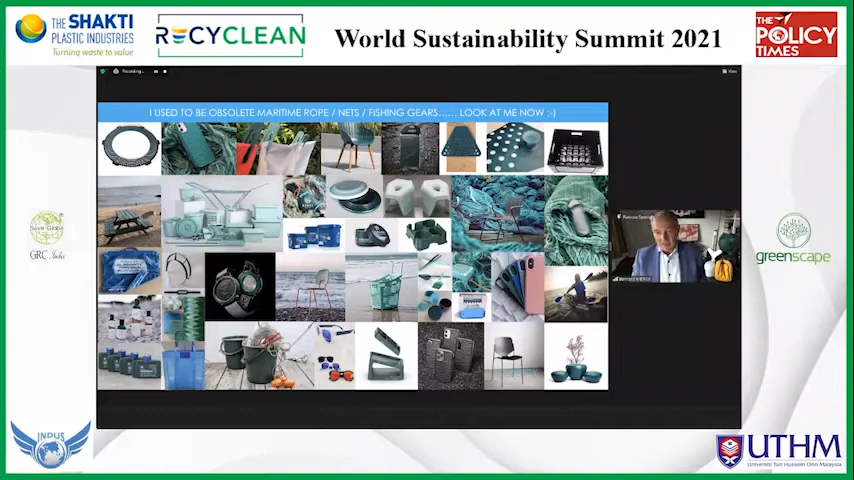 THE SHAKTI
PLASTIC INDUSTRIES
Turning waste to value
RECYCLEAN
World Sustainability Summit 2021
THE
POLICY
TIMES
Recording...
View
I USED TO BE OBSOLETE MARITIME ROPE / NETS / FISHING GEARS...... LOOK AT ME NOW ;-)
Save Globe
GRC India
greenscape
INDUS
UTHM
Universiti Tun Hussein Onn Malaysia